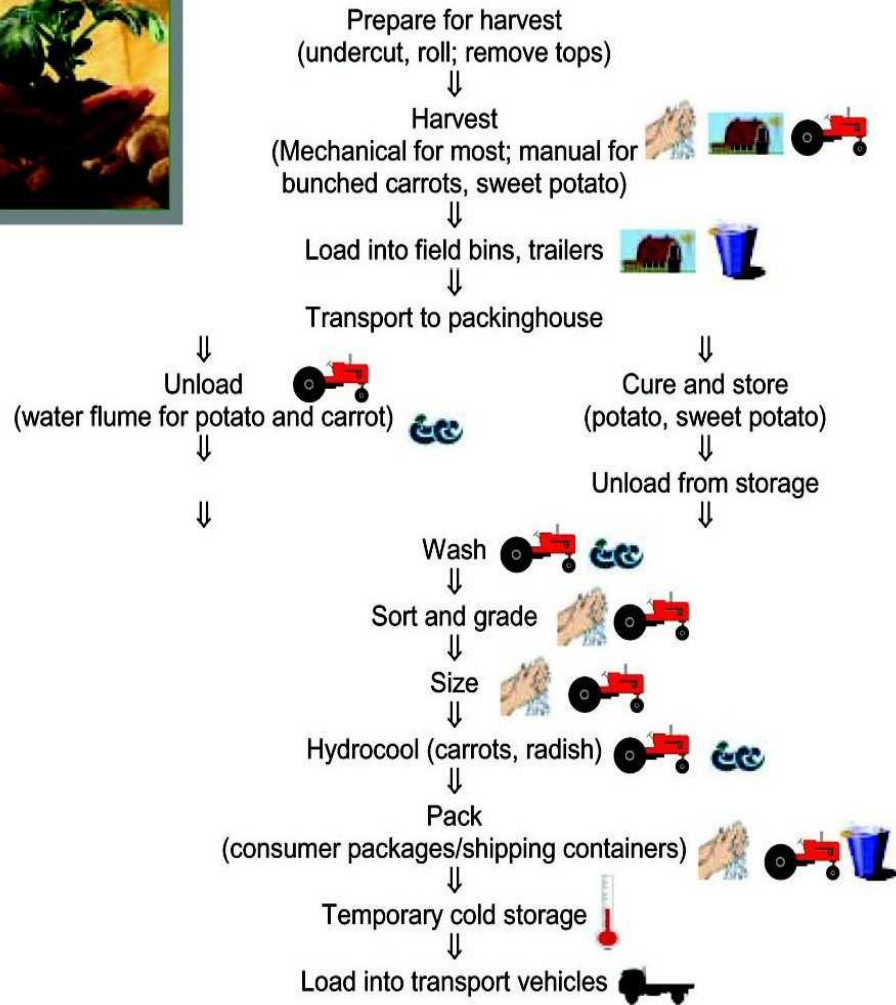 Prepare for harvest
(undercut, roll; remove tops)
⇓
Harvest
(Mechanical for most; manual for
bunched carrots, sweet potato)
⇓
Load into field bins, trailers
⇓
Transport to packinghouse
⇓ ⇓
Unload
(water flume for potato and carrot)
⇓
Cure and store
(potato, sweet potato)
⇓
Unload from storage
⇓ ⇓
Wash
⇓
Sort and grade
⇓
Size
⇓
Hydrocool (carrots, radish)
⇓
Pack
(consumer packages/shipping containers)
⇓
Temporary cold storage
⇓
Load into transport vehicles